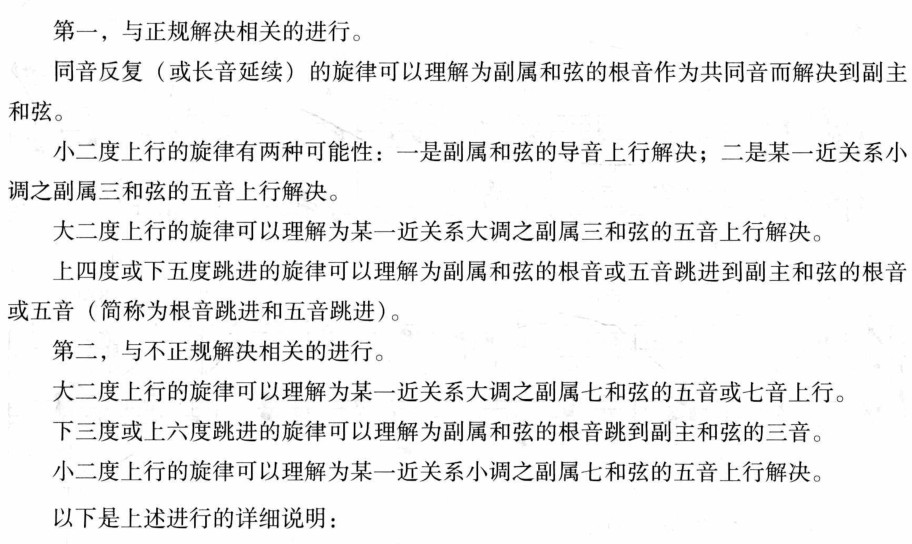 第一，与正规解决相关的进行。
同音反复（或长音延续）的旋律可以理解为副属和弦的根音作为共同音而解决到副主
和弦。
小二度上行的旋律有两种可能性：一是副属和弦的导音上行解决；二是某一近关系小
调之副属三和弦的五音上行解决。
大二度上行的旋律可以理解为某一近关系大调之副属三和弦的五音上行解决。
上四度或下五度跳进的旋律可以理解为副属和弦的根音或五音跳进到副主和弦的根音
或五音（简称为根音跳进和五音跳进）。
第二，与不正规解决相关的进行。
大二度上行的旋律可以理解为某一近关系大调之副属七和弦的五音或七音上行。
下三度或上六度跳进的旋律可以理解为副属和弦的根音跳到副主和弦的三音。
小二度上行的旋律可以理解为某一近关系小调之副属七和弦的五音上行解决。
以下是上述进行的详细说明：